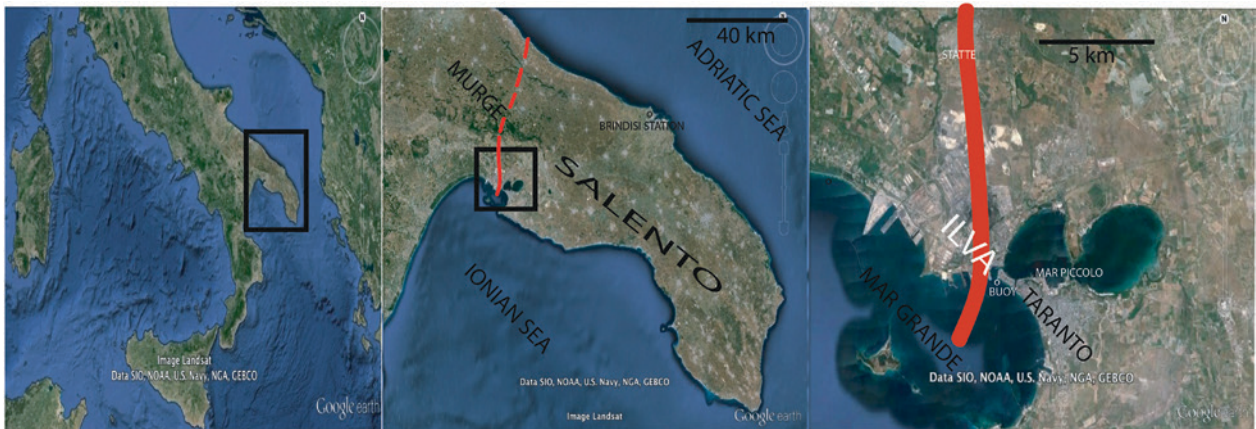 N
Image Landsat
Data SIO, NOAA, U.S. Navy, NGA, GEBCO
Google earth
N
40 km
ADRIATIC SEA
MURGE
BRINDISI STATION
SALENTO
IONIAN SEA
Data SIO, NOAA, U.S. Navy, NGA, GEBCO
Image Landsat
Google earth
N
5 km
STATTE
ILVA
MAR PICCOLO
BUOY
TARANTO
MAR GRANDE
Data SIO, NOAA, U.S. Navy, NGA, GEBCO
Google earth